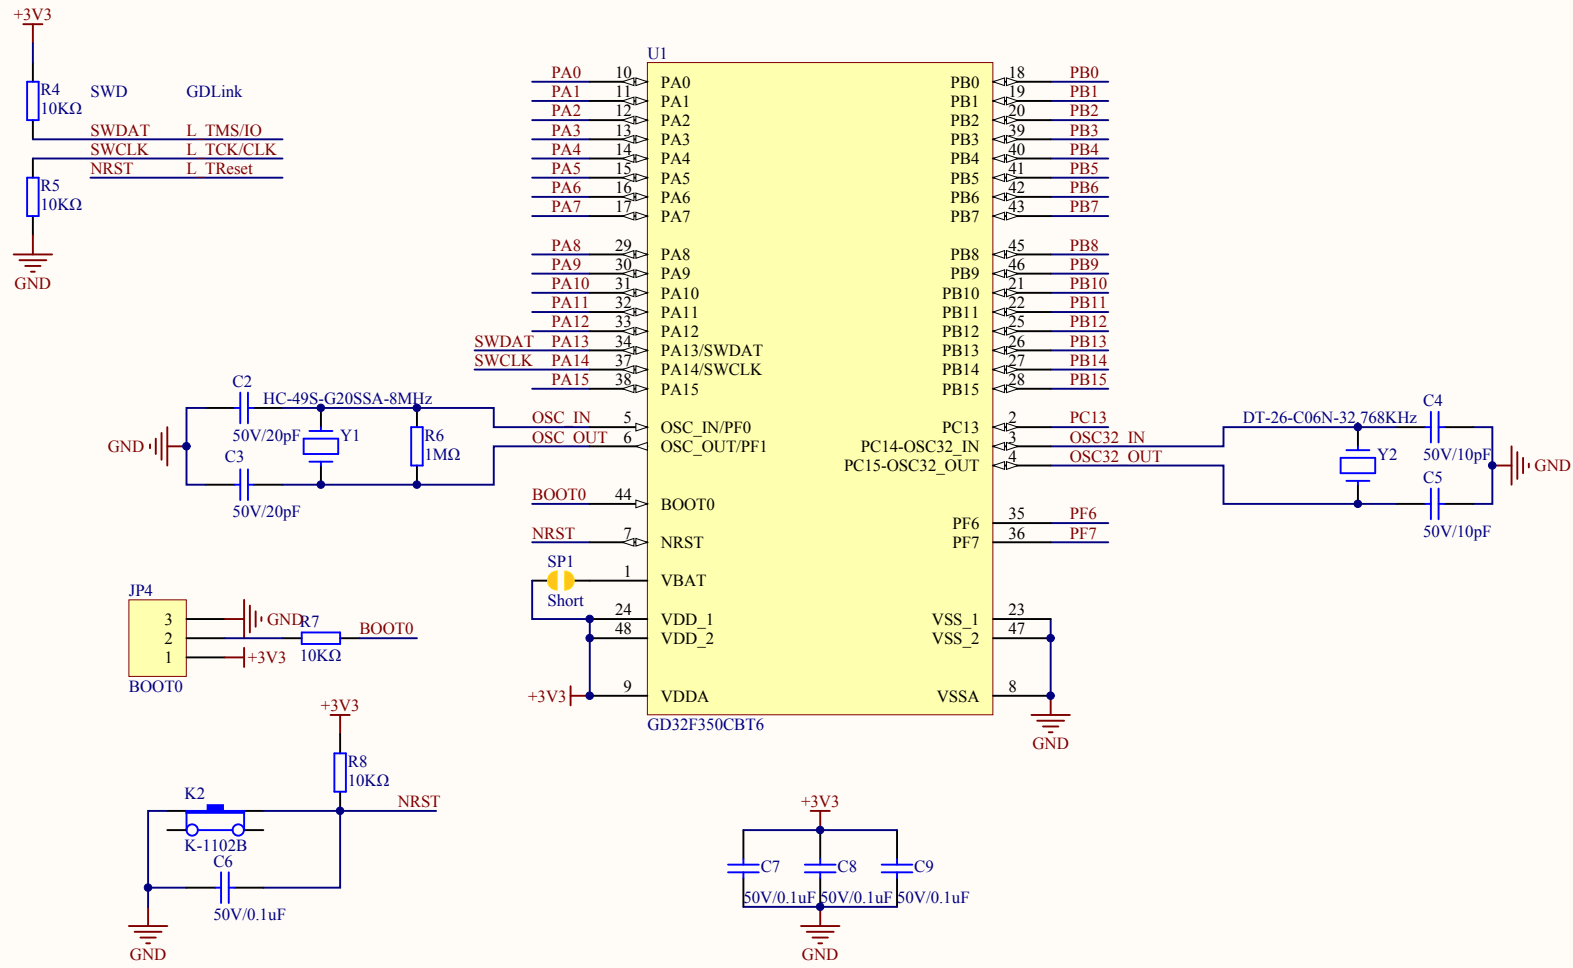 +3V3
R4
10KΩ
SWD GDLink
SWDAT L TMS/IO
SWCLK L TCK/CLK
NRST L TReset
R5
10KΩ
GND
U1
PA0 10 PA0 PB0 18 PB0
PA1 11 PA1 PB1 19 PB1
PA2 12 PA2 PB2 20 PB2
PA3 13 PA3 PB3 39 PB3
PA4 14 PA4 PB4 40 PB4
PA5 15 PA5 PB5 41 PB5
PA6 16 PA6 PB6 42 PB6
PA7 17 PA7 PB7 43 PB7
PA8 29 PA8 PB8 45 PB8
PA9 30 PA9 PB9 46 PB9
PA10 31 PA10 PB10 21 PB10
PA11 32 PA11 PB11 22 PB11
PA12 33 PA12 PB12 25 PB12
SWDAT PA13 34 PA13/SWDAT PB13 26 PB13
SWCLK PA14 37 PA14/SWCLK PB14 27 PB14
PA15 38 PA15 PB15 28 PB15
OSC IN 5 OSC_IN/PF0 PC13 2 PC13
OSC OUT 6 OSC_OUT/PF1 PC14-OSC32_IN 3 OSC32 IN
PC15-OSC32_OUT 4 OSC32 OUT
BOOT0 44 BOOT0
PF6 35 PF6
NRST 7 NRST PF7 36 PF7
SP1
Short
1 VBAT
24 VDD_1 VSS_1 23
48 VDD_2 VSS_2 47
+3V3 9 VDDA VSSA 8
GD32F350CBT6
GND
C2
HC-49S-G20SSA-8MHz
50V/20pF
Y1
R6
1MΩ
GND
C3
50V/20pF
C4
DT-26-C06N-32.768KHz
50V/10pF
Y2
GND
C5
50V/10pF
JP4
3 GND
2 R7 BOOT0
10KΩ
1 +3V3
BOOT0
+3V3
R8
10KΩ
K2
NRST
K-1102B
C6
50V/0.1uF
GND
+3V3
C7 C8 C9
50V/0.1uF 50V/0.1uF 50V/0.1uF
GND